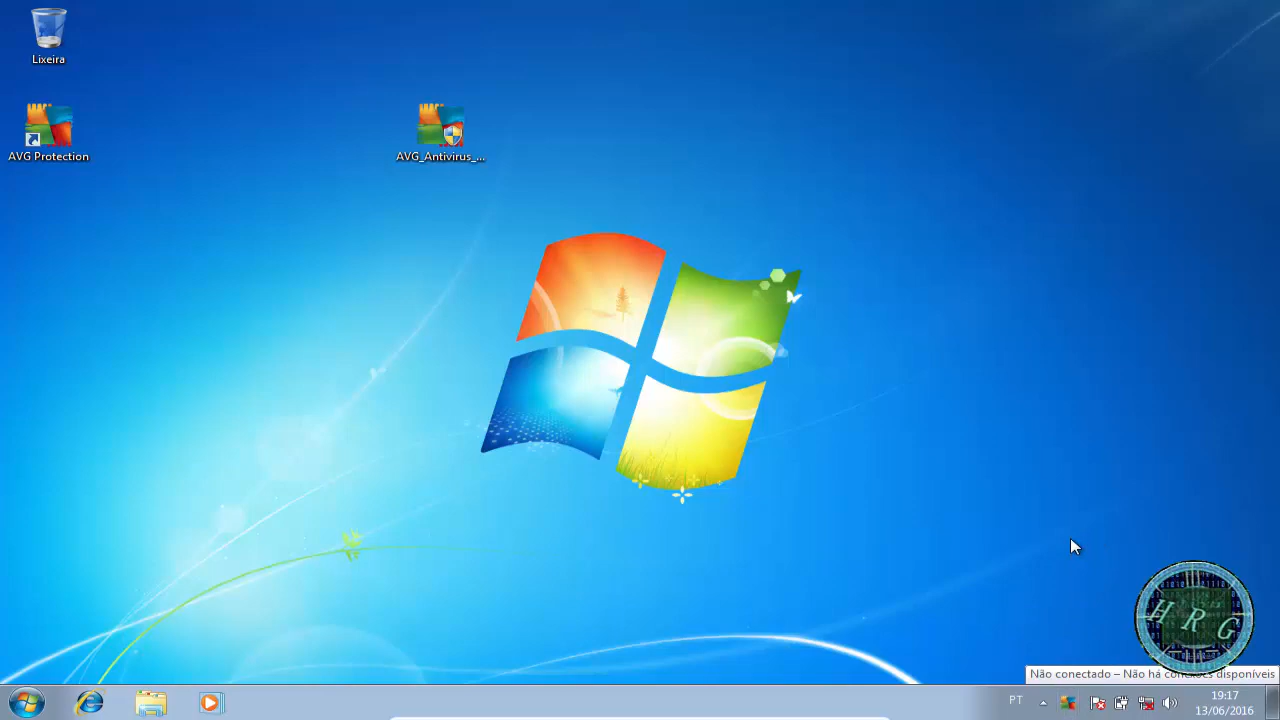 Lixeira
AVG Protection
AVG_Antivirus_...
H R G
Não conectado – Não há conexões disponíveis
PT
19:17
13/06/2016